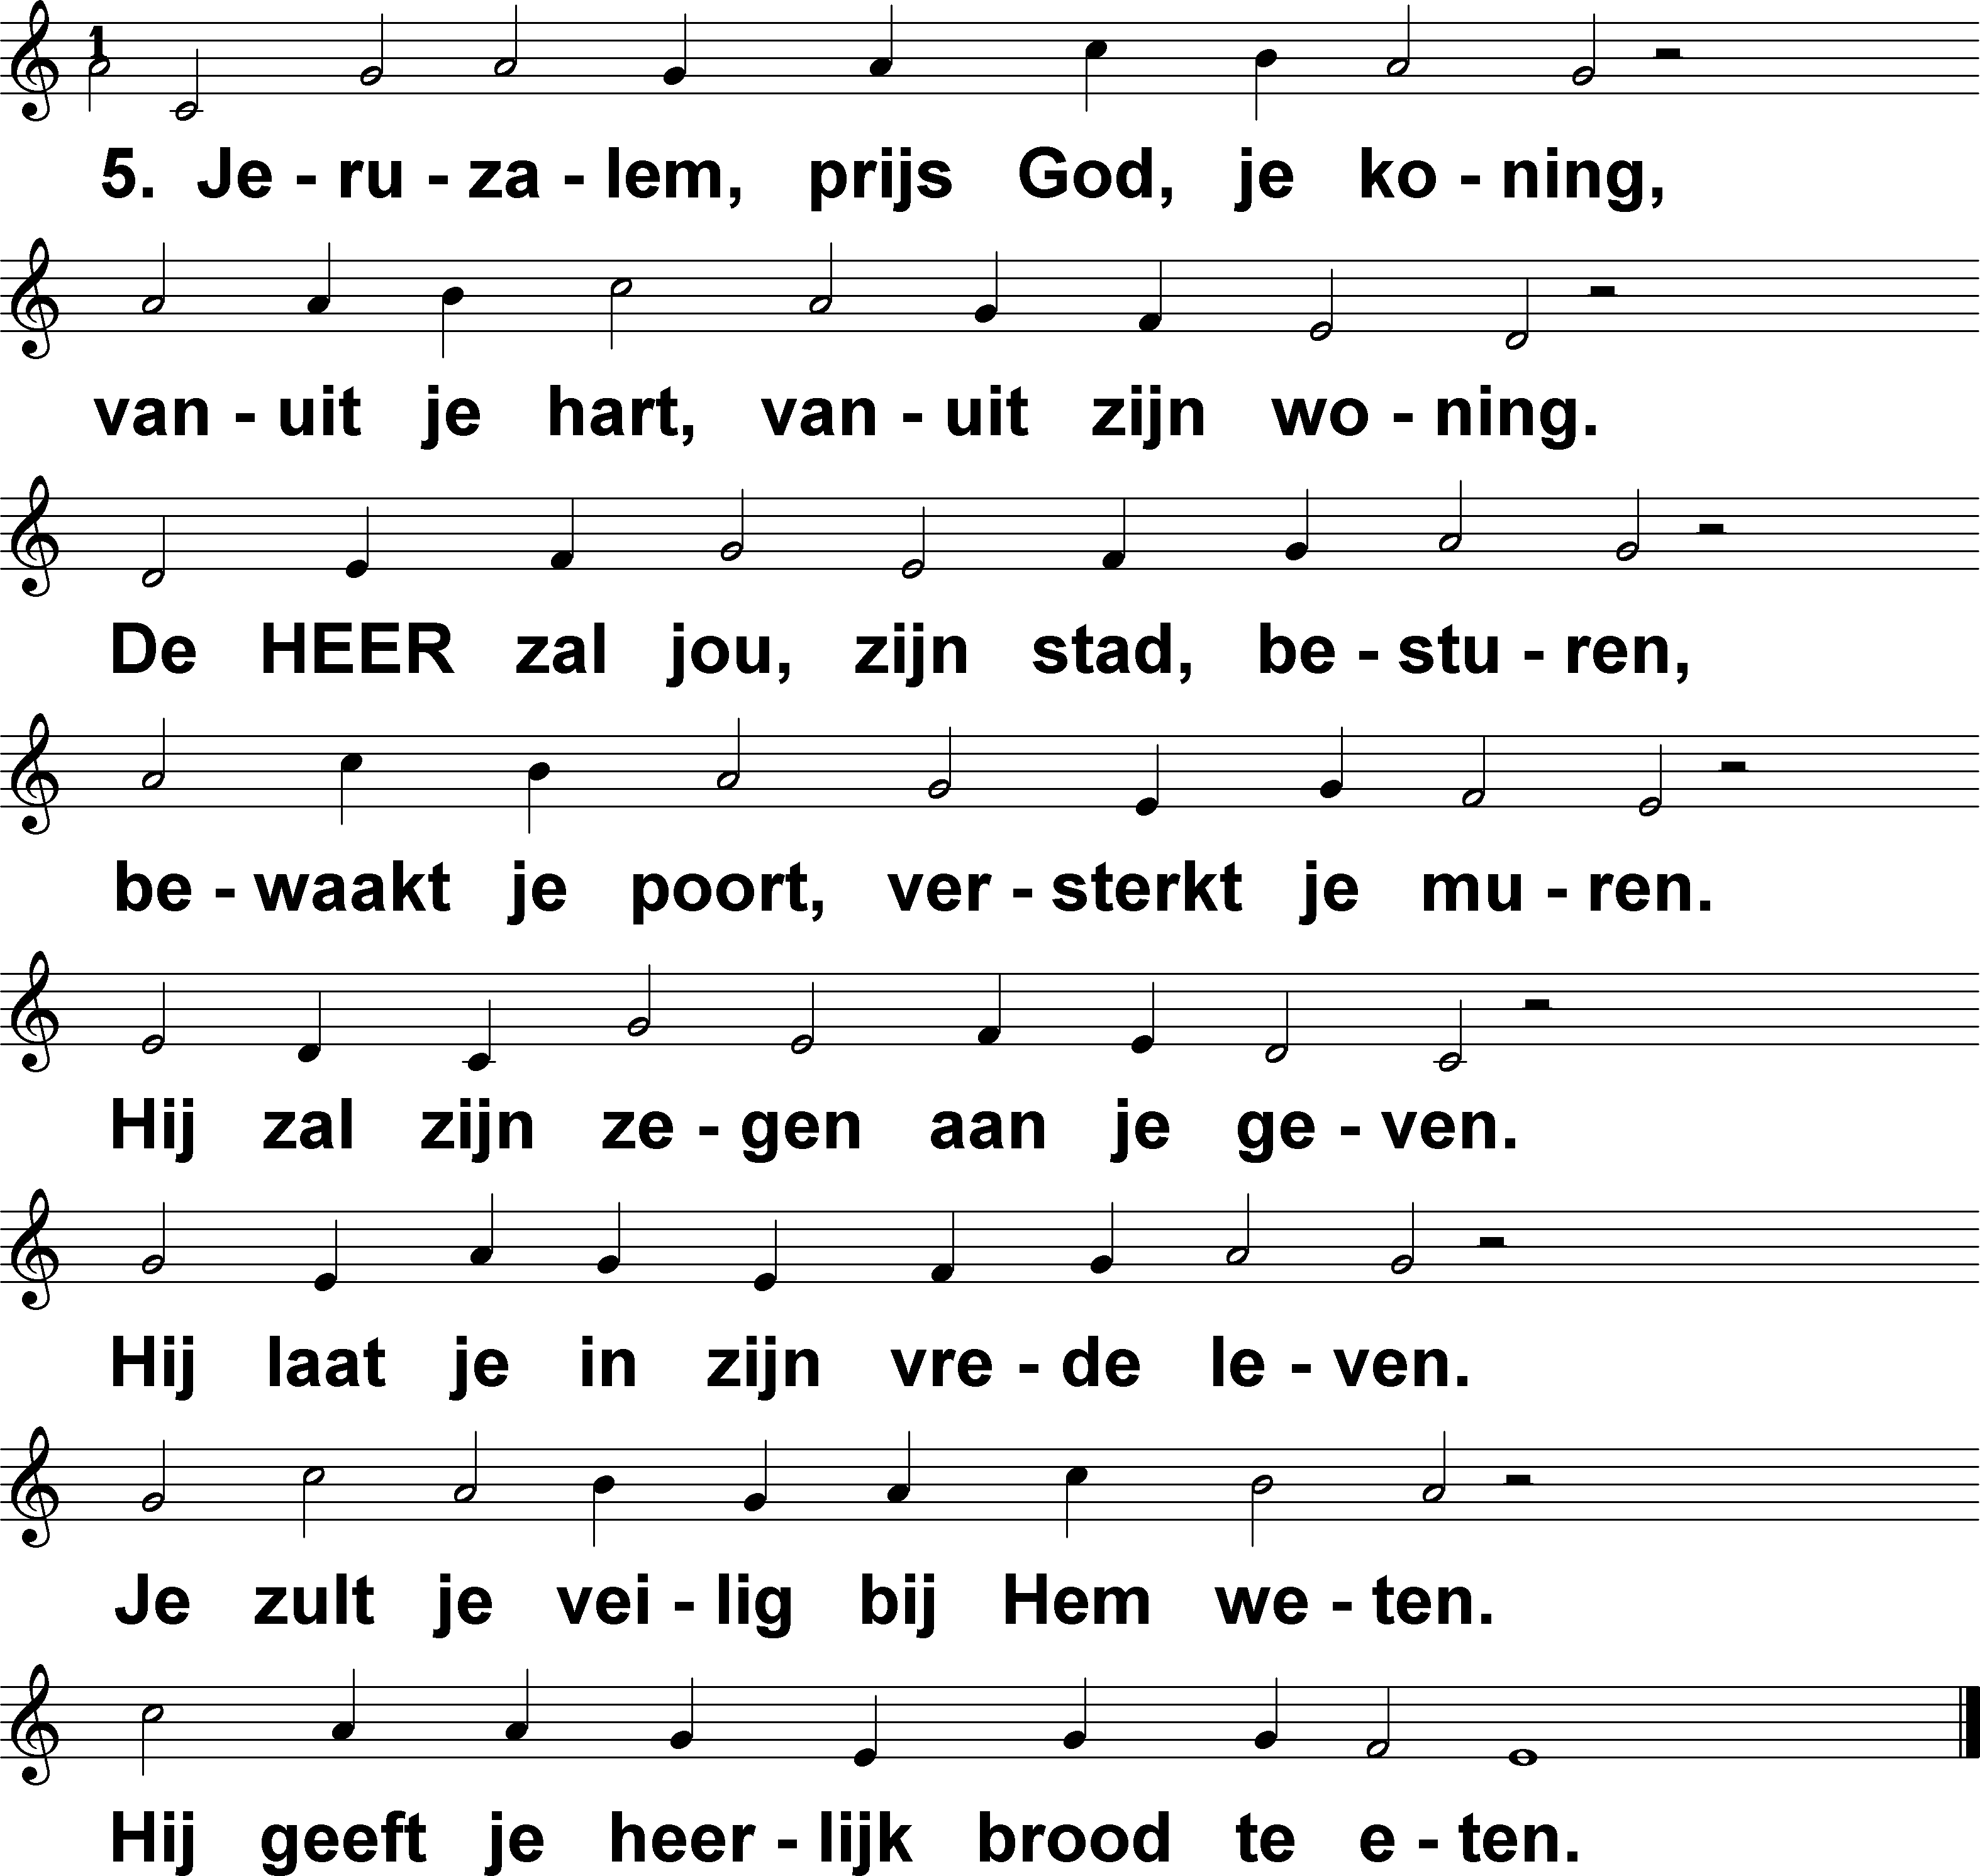 5. Je - ru - za - lem, prijs God, je ko - ning,
van - uit je hart, van - uit zijn wo - ning.
De HEER zal jou, zijn stad, be - stu - ren,
be - waakt je poort, ver - sterkt je mu - ren.
Hij zal zijn ze - gen aan je ge - ven.
Hij laat je in zijn vre - de le - ven.
Je zult je vei - lig bij Hem we - ten.
Hij geeft je heer - lijk brood te e - ten.